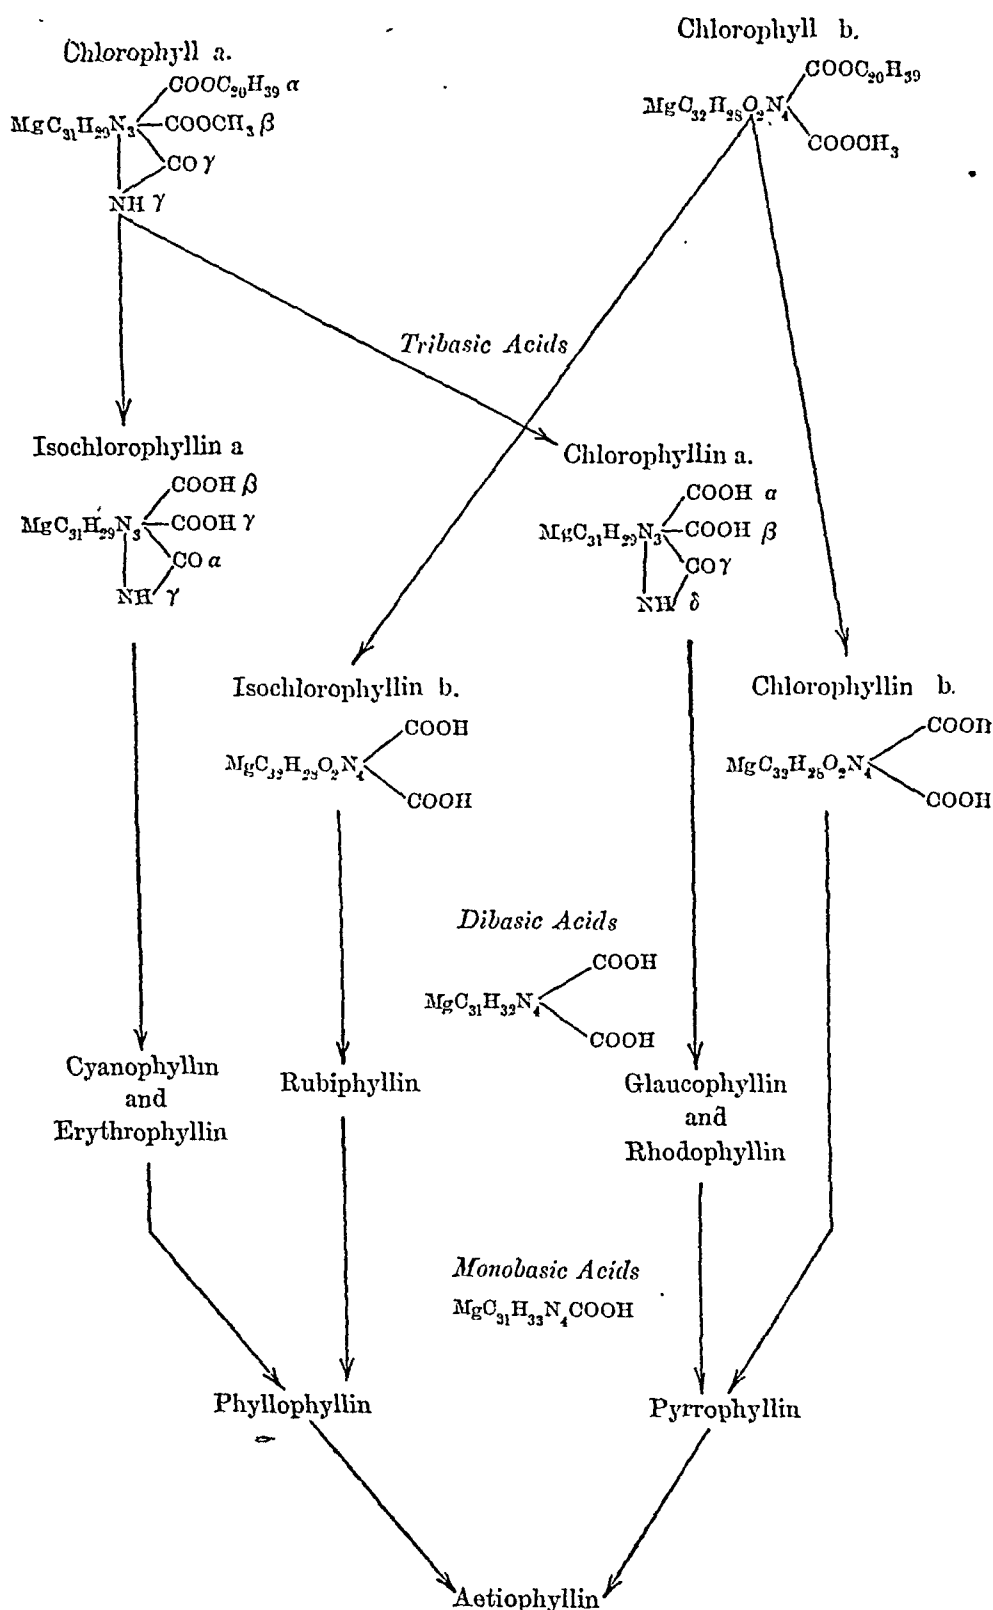 Chlorophyll a.
COOC₂₀H₃₉ α
MgC₃₁H₂₉N₃ COOCH₃ β
CO γ
NH γ
Chlorophyll b.
COOC₂₀H₃₉
MgC₃₂H₂₈O₂N₄
COOCH₃
Tribasic Acids
Isochlorophyllin a
COOH β
MgC₃₁H₂₉N₃ COOH γ
CO α
NH γ
Chlorophyllin a.
COOH α
MgC₃₁H₂₉N₃ COOH β
CO γ
NH δ
Isochlorophyllin b.
COOH
MgC₃₂H₂₈O₂N₄
COOH
Chlorophyllin b.
COOH
MgC₃₂H₂₈O₂N₄
COOH
Dibasic Acids
COOH
MgC₃₁H₃₂N₄
COOH
Cyanophyllin
and
Erythrophyllin
Rubiphyllin
Glaucophyllin
and
Rhodophyllin
Monobasic Acids
MgC₃₁H₃₃N₄COOH
Phyllophyllin
Pyrrophyllin
Aetiophyllin